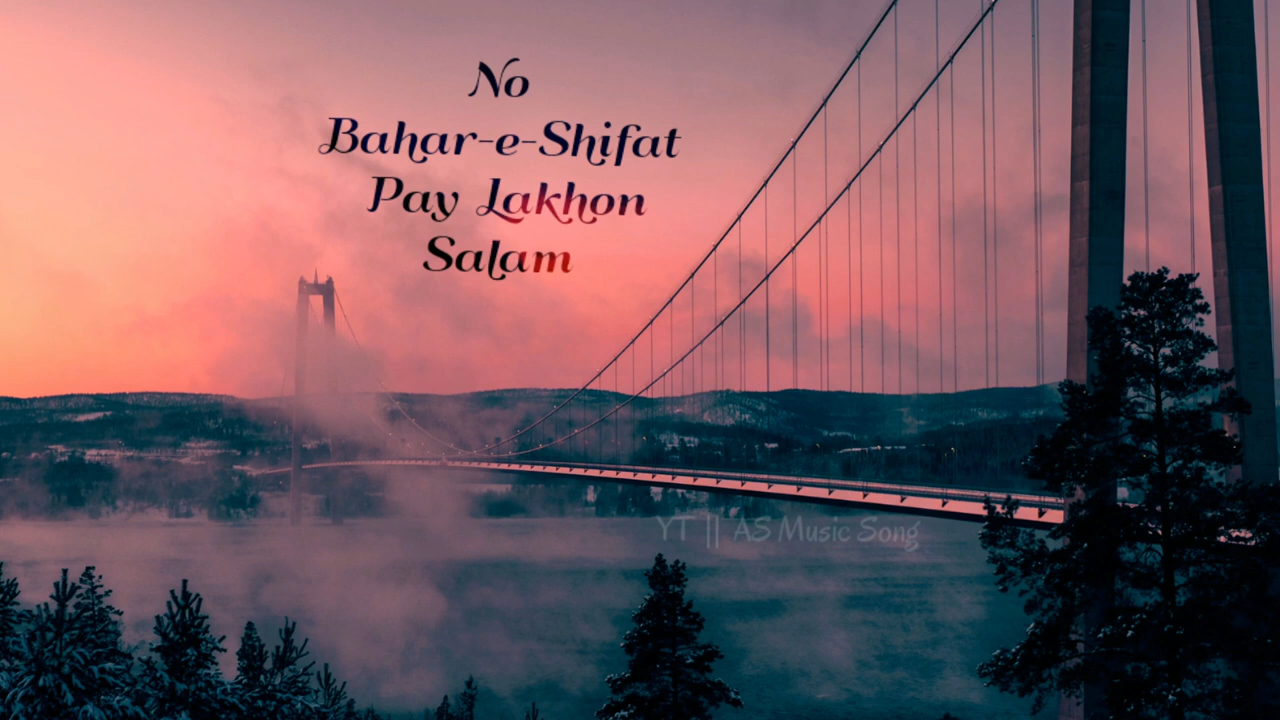 No
Bahar-e-Shifat
Pay Lakhon
Salam
YT || AS Music Song